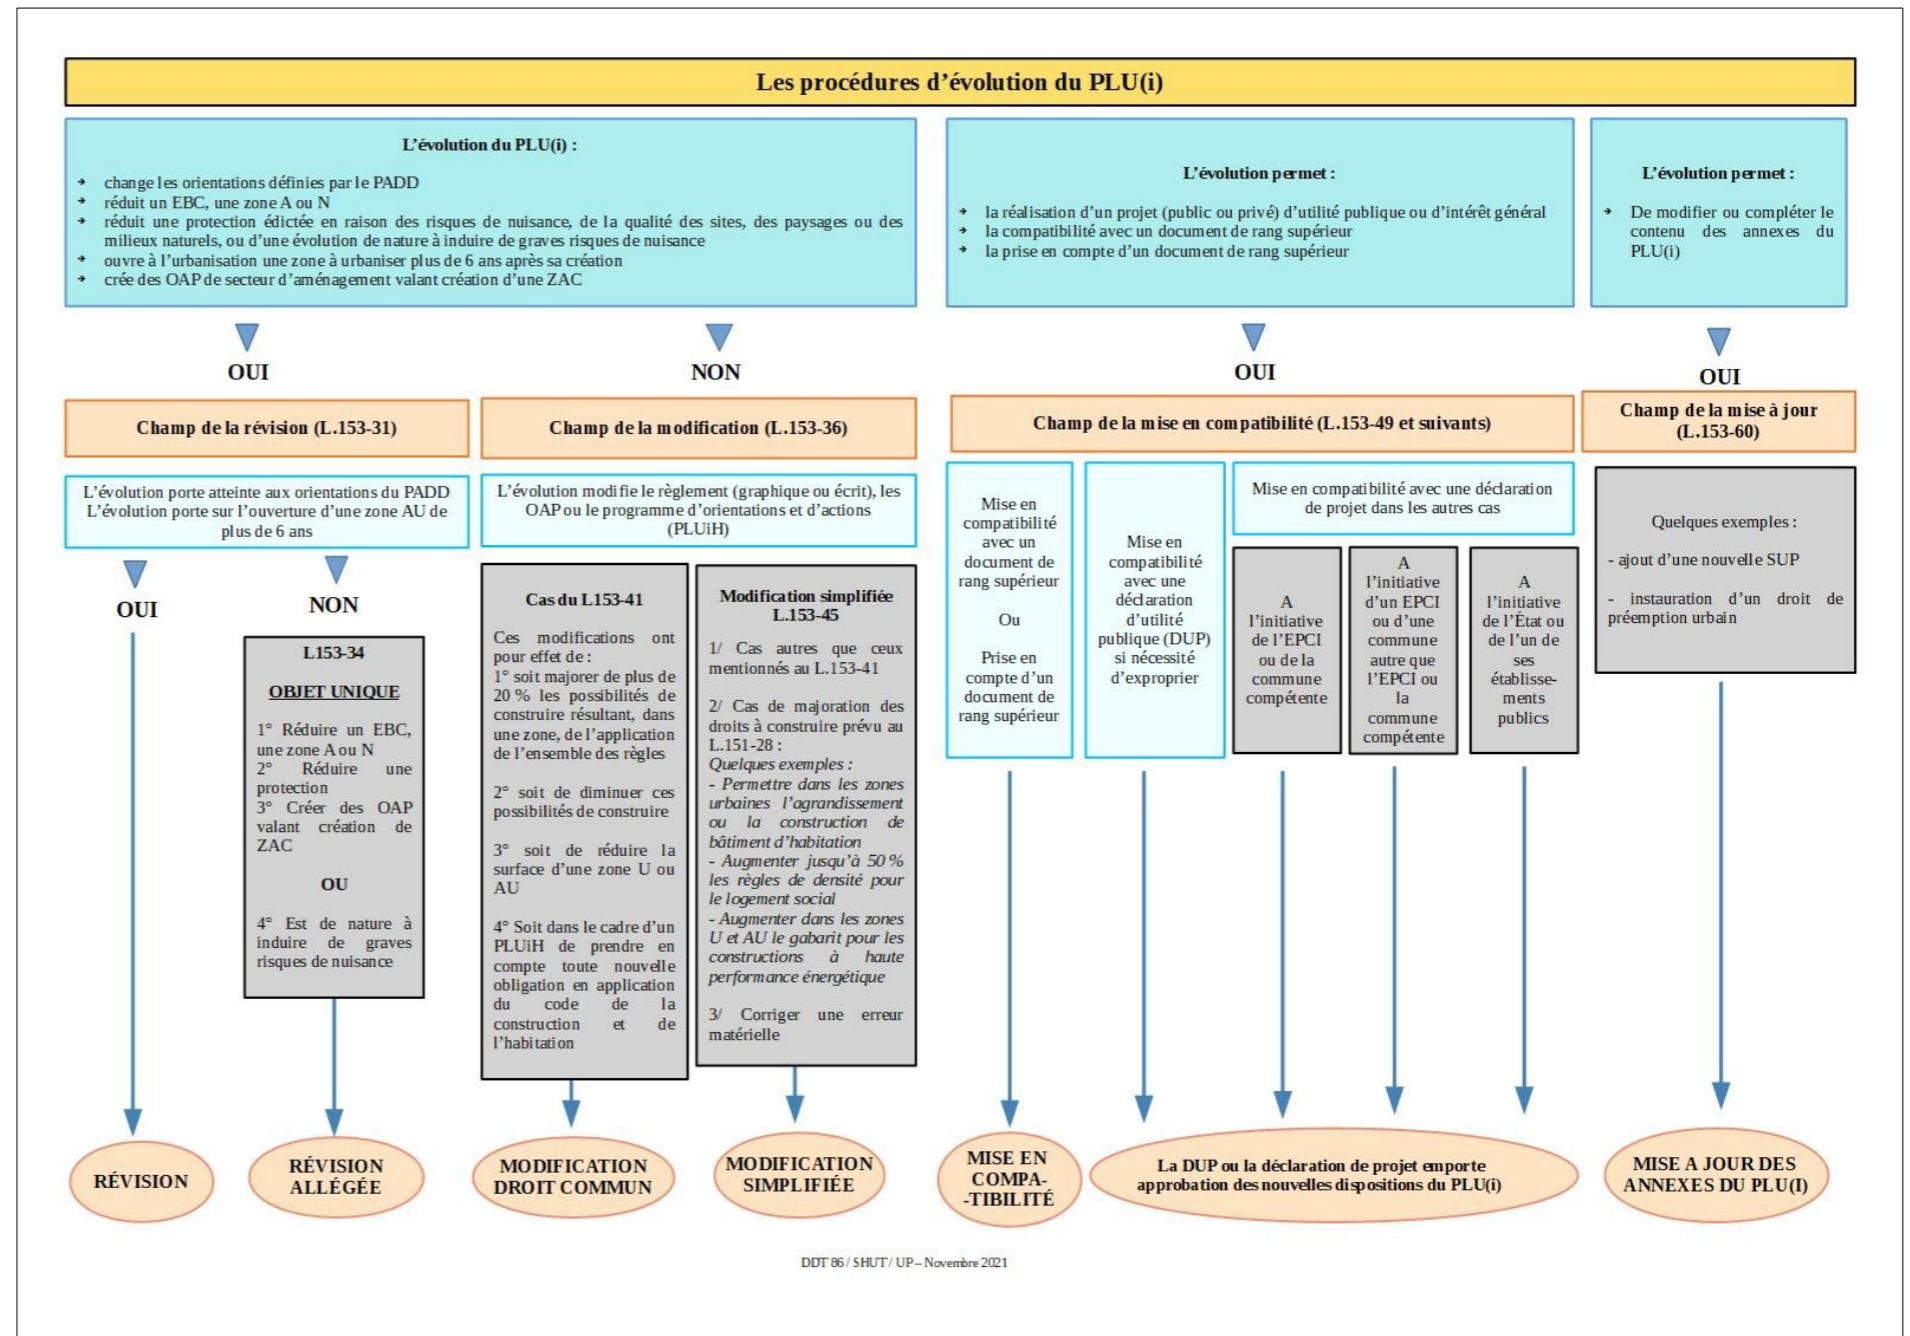 Les procédures d’évolution du PLU(i)
L’évolution du PLU(i) :
➔ change les orientations définies par le PADD
➔ réduit un EBC, une zone A ou N
➔ réduit une protection édictée en raison des risques de nuisance, de la qualité des sites, des paysages ou des
milieux naturels, ou d’une évolution de nature à induire de graves risques de nuisance
➔ ouvre à l’urbanisation une zone à urbaniser plus de 6 ans après sa création
➔ crée des OAP de secteur d’aménagement valant création d’une ZAC
L’évolution permet :
➔ la réalisation d’un projet (public ou privé) d’utilité publique ou d’intérêt général
➔ la compatibilité avec un document de rang supérieur
➔ la prise en compte d’un document de rang supérieur
L’évolution permet :
➔ De modifier ou compléter le
contenu des annexes du
PLU(i)
OUI
NON
OUI
OUI
Champ de la révision (L.153-31)
Champ de la modification (L.153-36)
Champ de la mise en compatibilité (L.153-49 et suivants)
Champ de la mise à jour
(L.153-60)
L’évolution porte atteinte aux orientations du PADD
L’évolution porte sur l’ouverture d’une zone AU de
plus de 6 ans
OUI
NON
L153-34
OBJET UNIQUE
1° Réduire un EBC,
une zone A ou N
2° Réduire une
protection
3° Créer des OAP
valant création de
ZAC
OU
4° Est de nature à
induire de graves
risques de nuisance
L’évolution modifie le règlement (graphique ou écrit), les
OAP ou le programme d’orientations et d’actions
(PLUiH)
Cas du L153-41
Ces modifications ont
pour effet de :
1° soit majorer de plus de
20 % les possibilités de
construire résultant, dans
une zone, de l’application
de l’ensemble des règles
2° soit de diminuer ces
possibilités de construire
3° soit de réduire la
surface d’une zone U ou
AU
4° Soit dans le cadre d’un
PLUiH de prendre en
compte toute nouvelle
obligation en application
du code de la
construction et de
l’habitation
Modification simplifiée
L.153-45
1/ Cas autres que ceux
mentionnés au L.153-41
2/ Cas de majoration des
droits à construire prévu au
L.151-28 :
Quelques exemples :
- Permettre dans les zones
urbaines l’agrandissement
ou la construction de
bâtiment d’habitation
- Augmenter jusqu’à 50 %
les règles de densité pour
le logement social
- Augmenter dans les zones
U et AU le gabarit pour les
constructions à haute
performance énergétique
3/ Corriger une erreur
matérielle
Mise en
compatibilité
avec un
document de
rang supérieur
Ou
Prise en
compte d’un
document de
rang supérieur
Mise en
compatibilité
avec une
déclaration
d’utilité
publique (DUP)
si nécessité
d’exproprier
Mise en compatibilité avec une déclaration
de projet dans les autres cas
A
l’initiative
de l’EPCI
ou de la
commune
compétente
A
l’initiative
d’un EPCI
ou d’une
commune
autre que
l’EPCI ou
la
commune
compétente
A
l’initiative
de l’État ou
de l’un de
ses
établisse-
ments
publics
Quelques exemples :
- ajout d’une nouvelle SUP
- instauration d’un droit de
préemption urbain
RÉVISION
RÉVISION
ALLÉGÉE
MODIFICATION
DROIT COMMUN
MODIFICATION
SIMPLIFIÉE
MISE EN
COMPA-
-TIBILITÉ
La DUP ou la déclaration de projet emporte
approbation des nouvelles dispositions du PLU(i)
MISE A JOUR DES
ANNEXES DU PLU(I)
DDT 86 / SHUT / UP – Novembre 2021